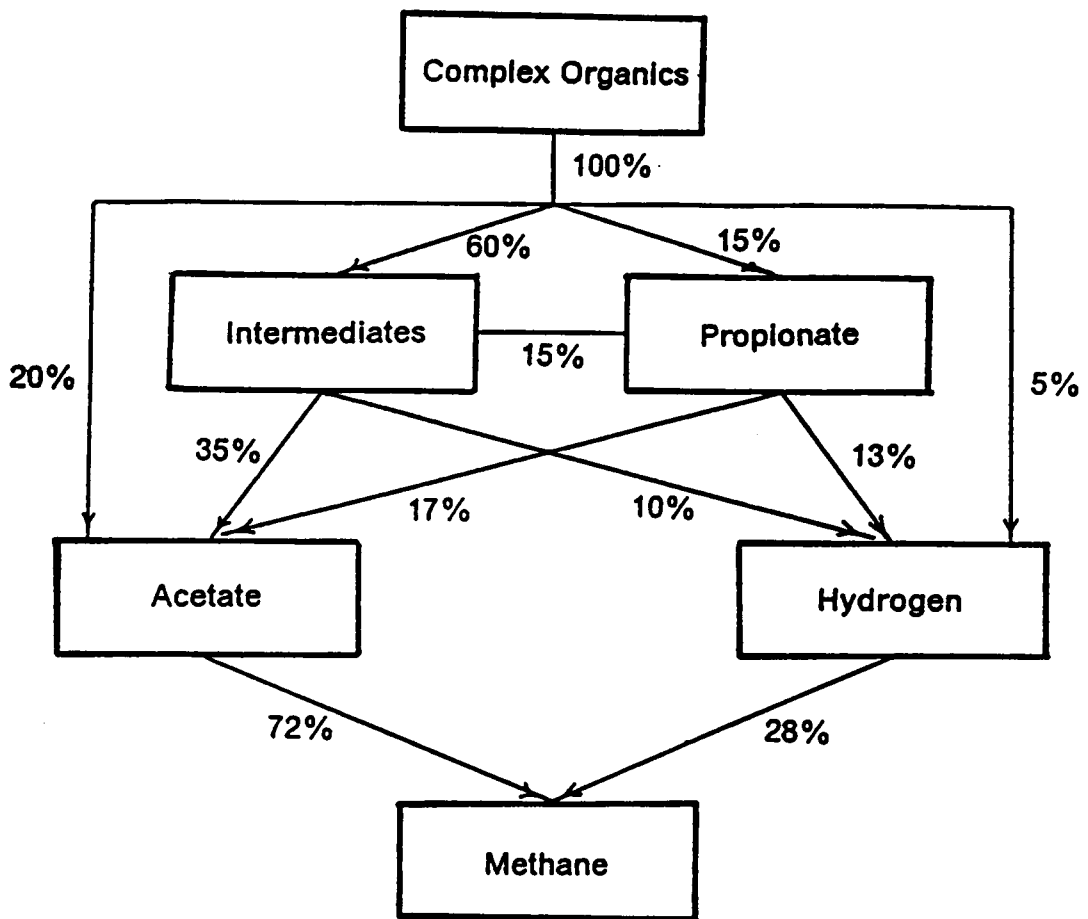 Complex Organics
100%
60%
15%
Intermediates
15%
Propionate
20%
5%
35%
17%
10%
13%
Acetate
Hydrogen
72%
28%
Methane